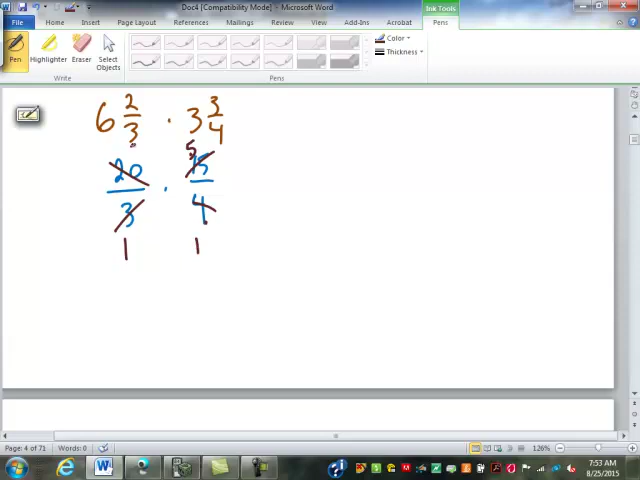 Doc4 [Compatibility Mode] - Microsoft Word
Ink Tools
File Home Insert Page Layout References Mailings Review View Add-Ins Acrobat Pens
Pen Highlighter Eraser Select Objects
Color
Thickness
Write
Pens
6 2/3 · 3 3/4
5
20/3 · 15/4
1 1
Page: 4 of 71 Words: 0
126%
7:53 AM
8/25/2015